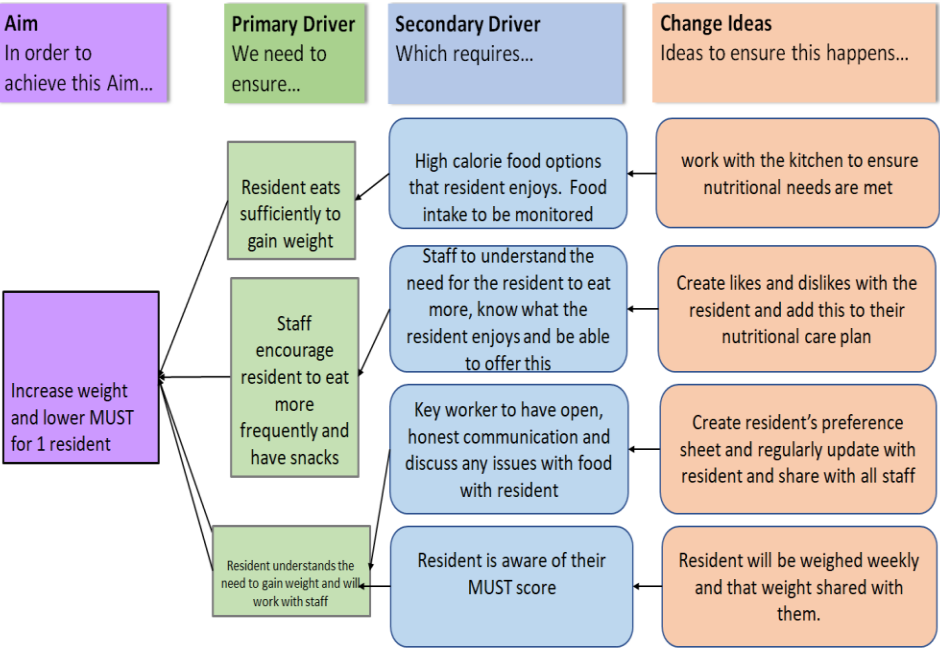 Aim
In order to
achieve this Aim…
Primary Driver
We need to
ensure…
Secondary Driver
Which requires…
Change Ideas
Ideas to ensure this happens…
Increase weight
and lower MUST
for 1 resident
Resident eats
sufficiently to
gain weight
Staff
encourage
resident to eat
more
frequently and
have snacks
Resident understands the
need to gain weight and will
work with staff
High calorie food options
that resident enjoys.  Food
intake to be monitored
Staff to understand the
need for the resident to eat
more, know what the
resident enjoys and be able
to offer this
Key worker to have open,
honest communication and
discuss any issues with food
with resident
Resident is aware of their
MUST score
work with the kitchen to ensure
nutritional needs are met
Create likes and dislikes with the
resident and add this to their
nutritional care plan
Create resident’s preference
sheet and regularly update with
resident and share with all staff
Resident will be weighed weekly
and that weight shared with
them.